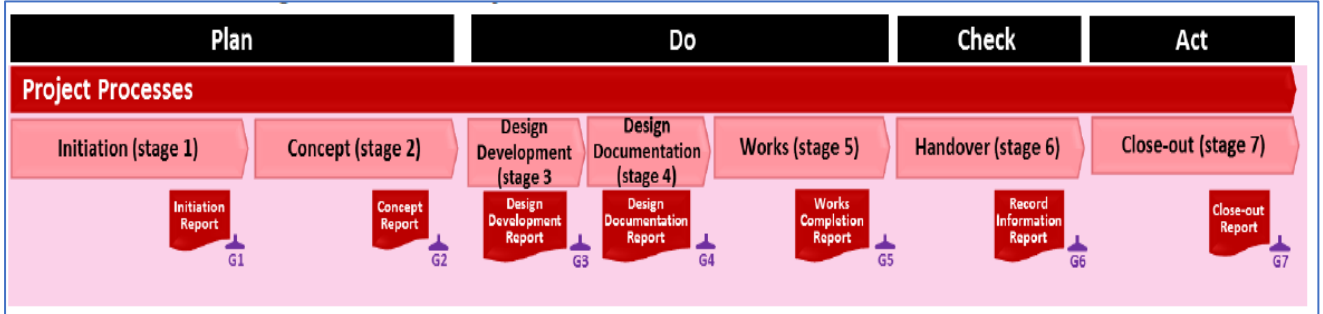 Plan
Do
Check
Act
Project Processes
Initiation (stage 1)
Concept (stage 2)
Design
Development
(stage 3
Design
Documentation
(stage 4)
Works (stage 5)
Handover (stage 6)
Close-out (stage 7)
Initiation
Report
G1
Concept
Report
G2
Design
Development
Report
G3
Design
Documentation
Report
G4
Works
Completion
Report
G5
Record
Information
Report
G6
Close-out
Report
G7